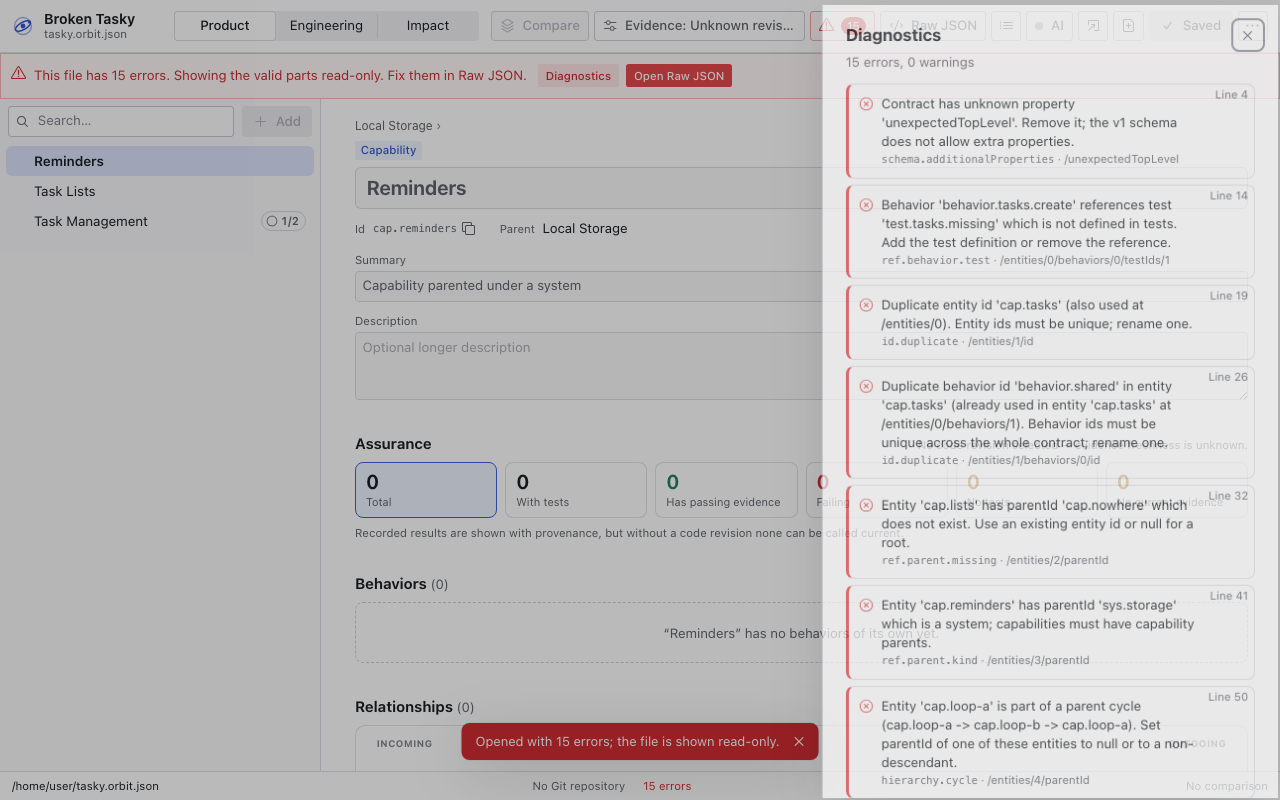 Broken Tasky
tasky.orbit.json
Product
Engineering
Impact
Compare
Evidence: Unknown revis...
15
Raw JSON
AI
Saved
This file has 15 errors. Showing the valid parts read-only. Fix them in Raw JSON.
Diagnostics
Open Raw JSON
Search...
Add
Reminders
Task Lists
Task Management
1/2
Local Storage ›
Capability
Reminders
Id cap.reminders
Parent Local Storage
Summary
Capability parented under a system
Description
Optional longer description
Assurance
is unknown.
0
Total
0
With tests
0
Has passing evidence
0
Failing
0
0
Recorded results are shown with provenance, but without a code revision none can be called current.
Behaviors (0)
“Reminders” has no behaviors of its own yet.
Relationships (0)
INCOMING
Diagnostics
15 errors, 0 warnings
Line 4
Contract has unknown property
'unexpectedTopLevel'. Remove it; the v1 schema
does not allow extra properties.
schema.additionalProperties · /unexpectedTopLevel
Line 14
Behavior 'behavior.tasks.create' references test
'test.tasks.missing' which is not defined in tests.
Add the test definition or remove the reference.
ref.behavior.test · /entities/0/behaviors/0/testIds/1
Line 19
Duplicate entity id 'cap.tasks' (also used at
/entities/0). Entity ids must be unique; rename one.
id.duplicate · /entities/1/id
Line 26
Duplicate behavior id 'behavior.shared' in entity
'cap.tasks' (already used in entity 'cap.tasks' at
/entities/0/behaviors/1). Behavior ids must be
unique across the whole contract; rename one.
id.duplicate · /entities/1/behaviors/0/id
Line 32
Entity 'cap.lists' has parentId 'cap.nowhere' which
does not exist. Use an existing entity id or null for a
root.
ref.parent.missing · /entities/2/parentId
Line 41
Entity 'cap.reminders' has parentId 'sys.storage'
which is a system; capabilities must have capability
parents.
ref.parent.kind · /entities/3/parentId
Line 50
Entity 'cap.loop-a' is part of a parent cycle
(cap.loop-a -> cap.loop-b -> cap.loop-a). Set
parentId of one of these entities to null or to a non-
descendant.
hierarchy.cycle · /entities/4/parentId
Opened with 15 errors; the file is shown read-only.
/home/user/tasky.orbit.json
No Git repository
15 errors
No comparison